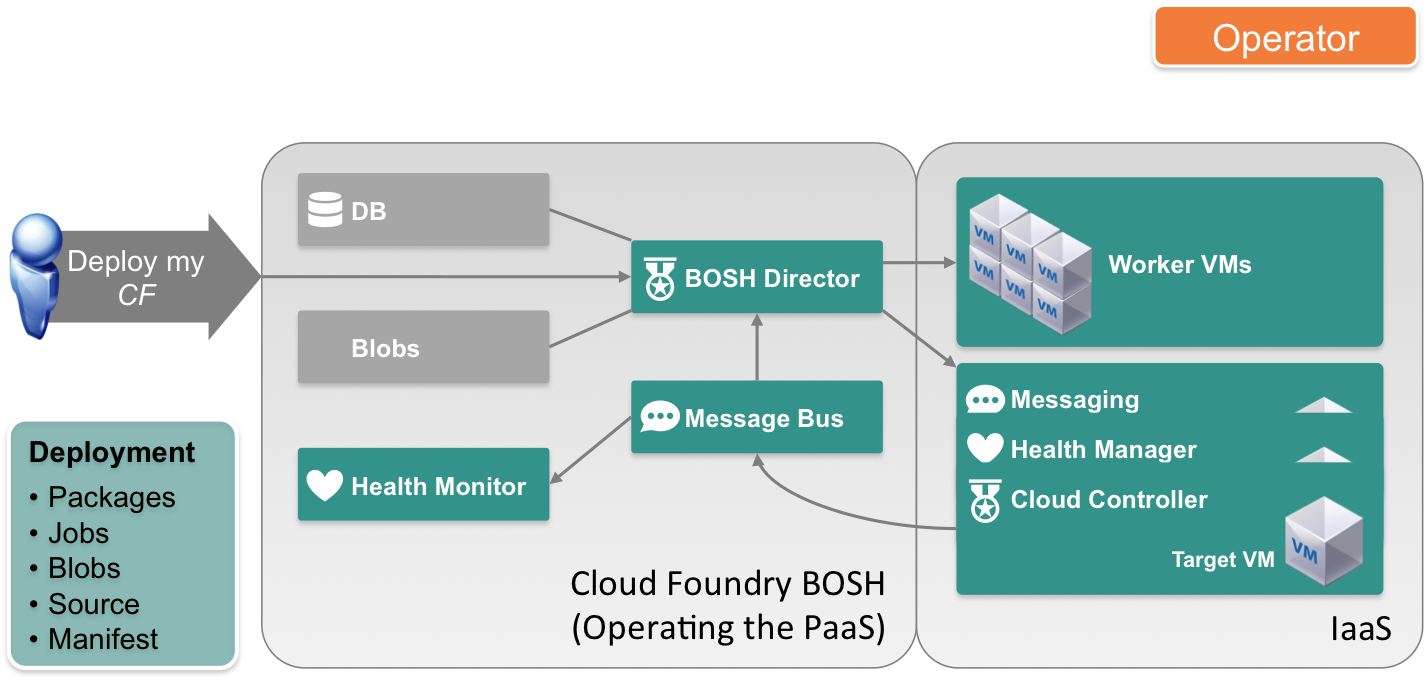 Operator
Deploy my
CF
DB
BOSH Director
Blobs
Message Bus
Health Monitor
Cloud Foundry BOSH
(Operating the PaaS)
VM VM VM
VM VM VM
Worker VMs
Messaging
Health Manager
Cloud Controller
Target VM
VM
IaaS
Deployment
• Packages
• Jobs
• Blobs
• Source
• Manifest